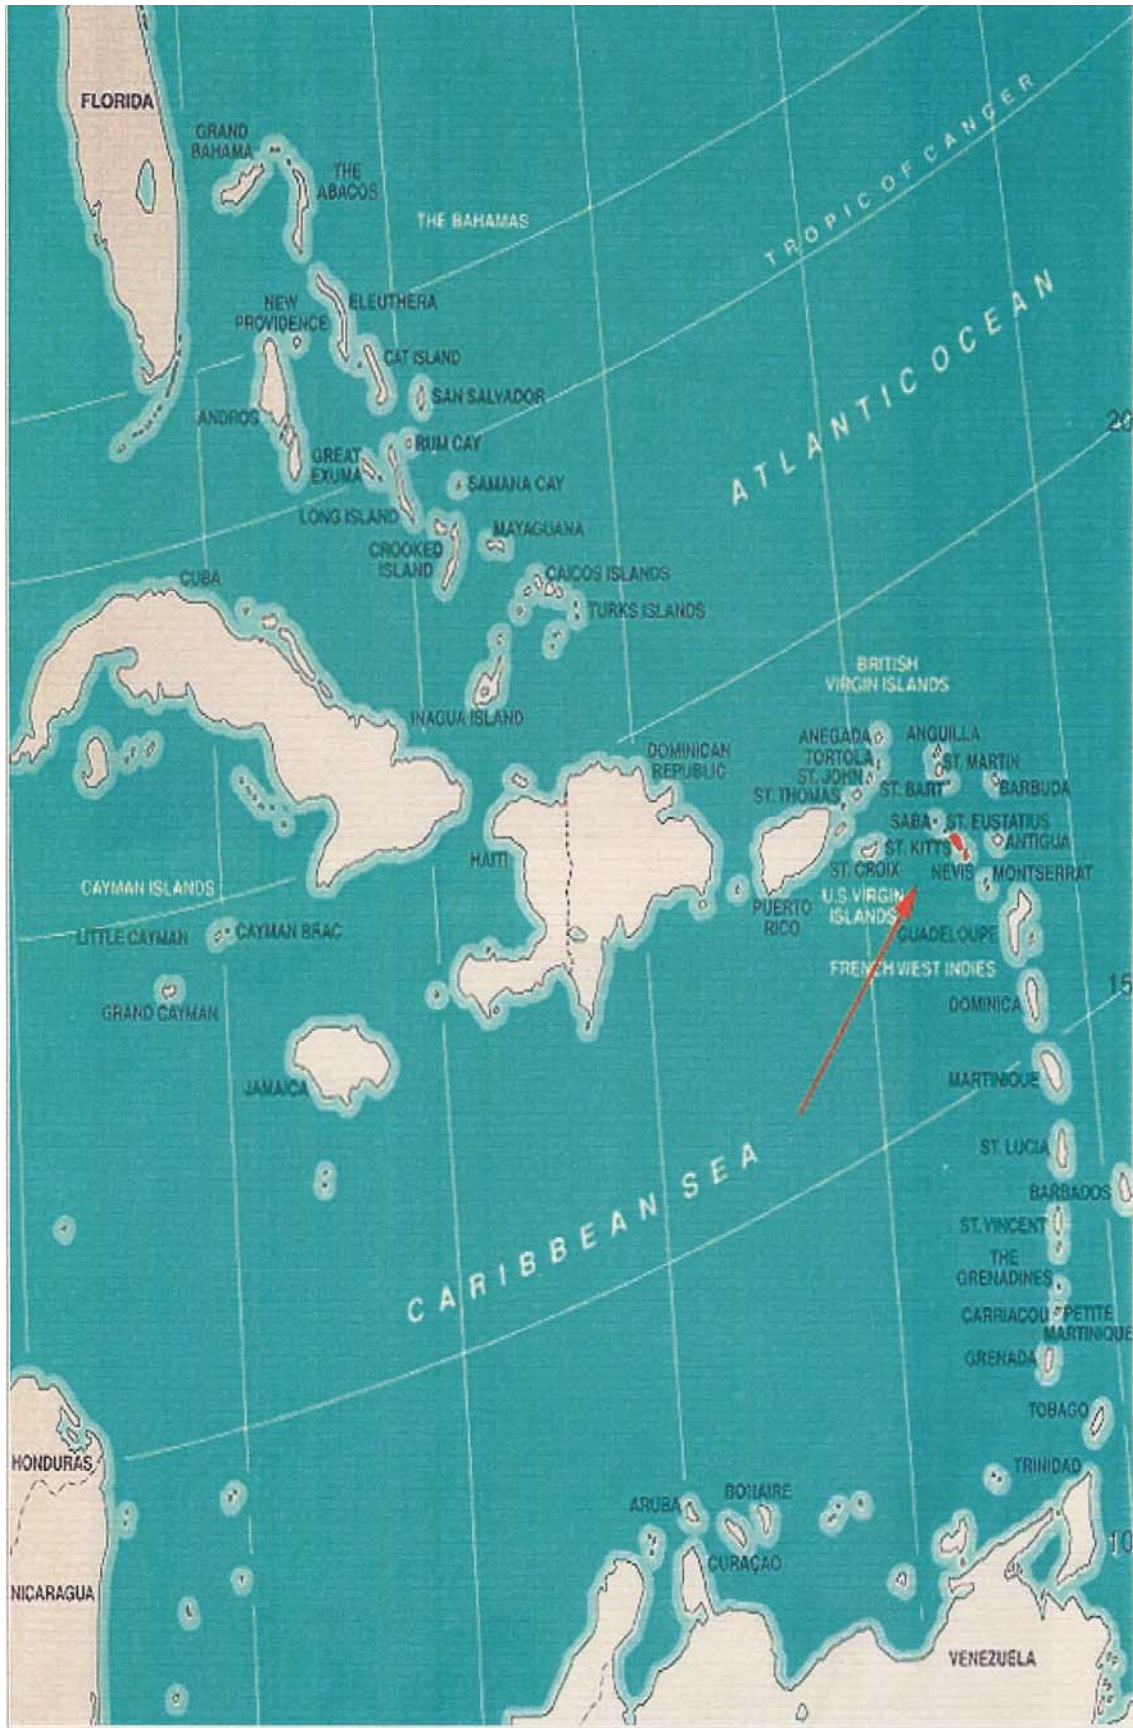 FLORIDA
GRAND
BAHAMA
THE
ABACOS
THE BAHAMAS
TROPIC OF CANCER
ATLANTIC OCEAN
NEW
PROVIDENCE
ELEUTHERA
CAT ISLAND
SAN SALVADOR
ANDROS
20
RUM CAY
GREAT
EXUMA
SAMANA CAY
LONG ISLAND
MAYAGUANA
CROOKED
ISLAND
CAICOS ISLANDS
CUBA
TURKS ISLANDS
BRITISH
VIRGIN ISLANDS
INAGUA ISLAND
DOMINICAN
REPUBLIC
ANEGADA
ANGUILLA
TORTOLA
ST. MARTIN
ST. JOHN
ST. THOMAS
ST. BART
BARBUDA
SABA
ST. EUSTATIUS
ANTIGUA
ST. KITTS
HAITI
ST. CROIX
NEVIS
MONTSERRAT
CAYMAN ISLANDS
U.S VIRGIN
ISLANDS
PUERTO
RICO
LITTLE CAYMAN
CAYMAN BRAC
GUADELOUPE
FRENCH WEST INDIES
15
GRAND CAYMAN
DOMINICA
JAMAICA
MARTINIQUE
CARIBBEAN SEA
ST. LUCIA
BARBADOS
ST. VINCENT
THE
GRENADINES
CARRIACOU
PETITE
MARTINIQUE
GRENADA
TOBAGO
HONDURAS
TRINIDAD
ARUBA
BONAIRE
CURAÇAO
10
NICARAGUA
VENEZUELA